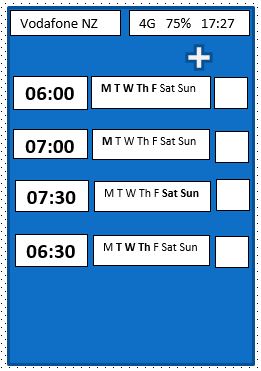 Vodafone NZ 4G 75% 17:27
06:00 M T W Th F Sat Sun
07:00 M T W Th F Sat Sun
07:30 M T W Th F Sat Sun
06:30 M T W Th F Sat Sun